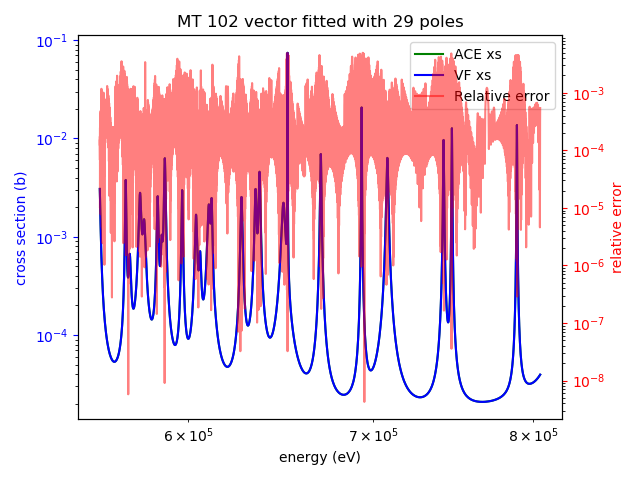 MT 102 vector fitted with 29 poles
ACE xs
VF xs
Relative error
10⁻¹
10⁻²
10⁻³
10⁻⁴
cross section (b)
10⁻³
10⁻⁴
10⁻⁵
10⁻⁶
10⁻⁷
10⁻⁸
relative error
6 × 10⁵
7 × 10⁵
8 × 10⁵
energy (eV)